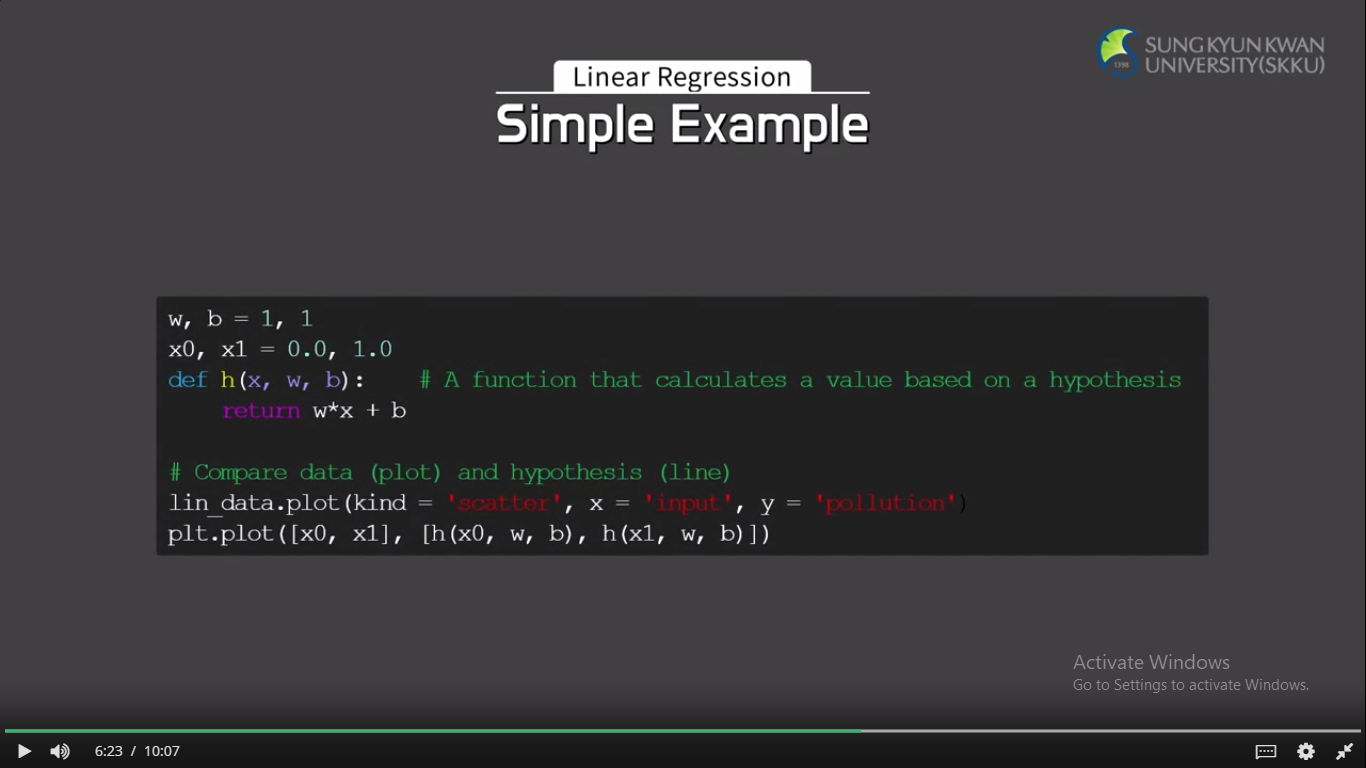 SUNG KYUN KWAN
UNIVERSITY(SKKU)
1398
Linear Regression
Simple Example
w, b = 1, 1
x0, x1 = 0.0, 1.0
def h(x, w, b):    # A function that calculates a value based on a hypothesis
    return w*x + b
# Compare data (plot) and hypothesis (line)
lin_data.plot(kind = 'scatter', x = 'input', y = 'pollution')
plt.plot([x0, x1], [h(x0, w, b), h(x1, w, b)])
Activate Windows
Go to Settings to activate Windows.
6:23 / 10:07